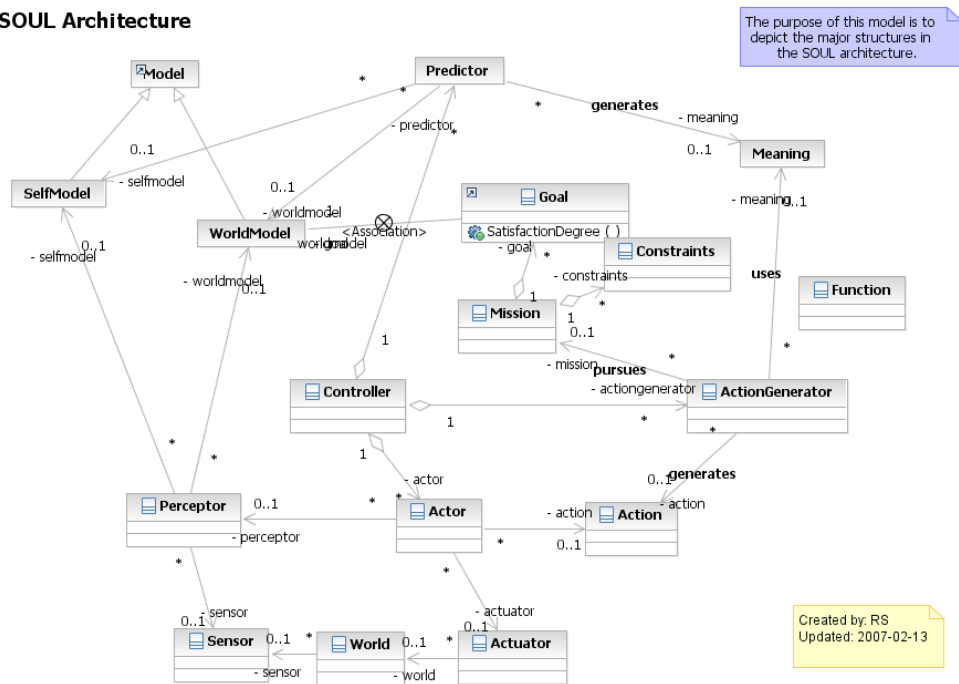 SOUL Architecture
The purpose of this model is to
depict the major structures in
the SOUL architecture.
Model
Predictor
*
*
*
generates
- meaning
- predictor
*
0..1
0..1
Meaning
- selfmodel
SelfModel
0..1
- worldmodel
1
Goal
- meaning
0..1
WorldModel
<Association>
SatisfactionDegree ( )
worldmodel
- goal
- goal
0..1
- selfmodel
*
Constraints
- constraints
uses
- worldmodel
0..1
Function
1
*
Mission
1
0..1
1
*
*
- mission
pursues
- actiongenerator
Controller
ActionGenerator
1
*
*
*
*
1
generates
0..1
- actor
Perceptor
0..1
*
*
Actor
- action
Action
- action
- perceptor
*
0..1
*
*
- sensor
- actuator
0..1
0..1
Sensor
0..1
*
World
0..1
*
Actuator
- sensor
- world
Created by: RS
Updated: 2007-02-13